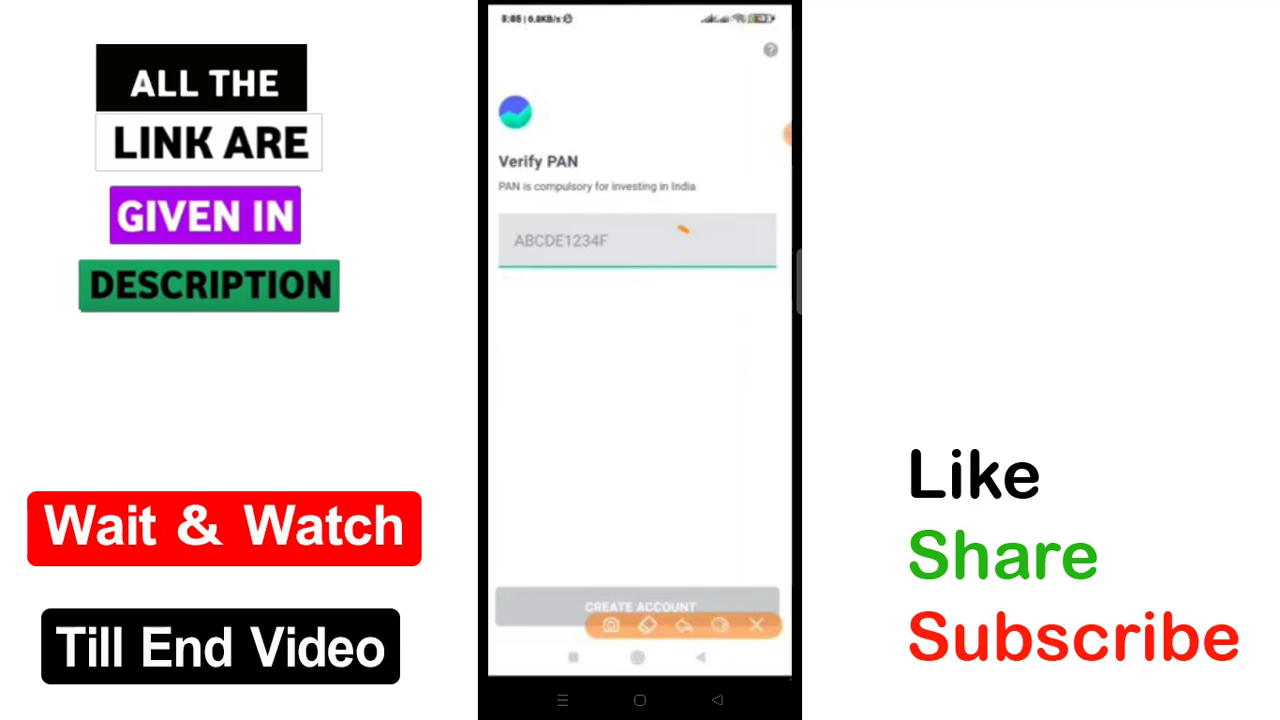 ALL THE
LINK ARE
GIVEN IN
DESCRIPTION
Wait & Watch
Till End Video
Verify PAN
PAN is compulsory for investing in India
ABCDE1234F
CREATE ACCOUNT
Like
Share
Subscribe